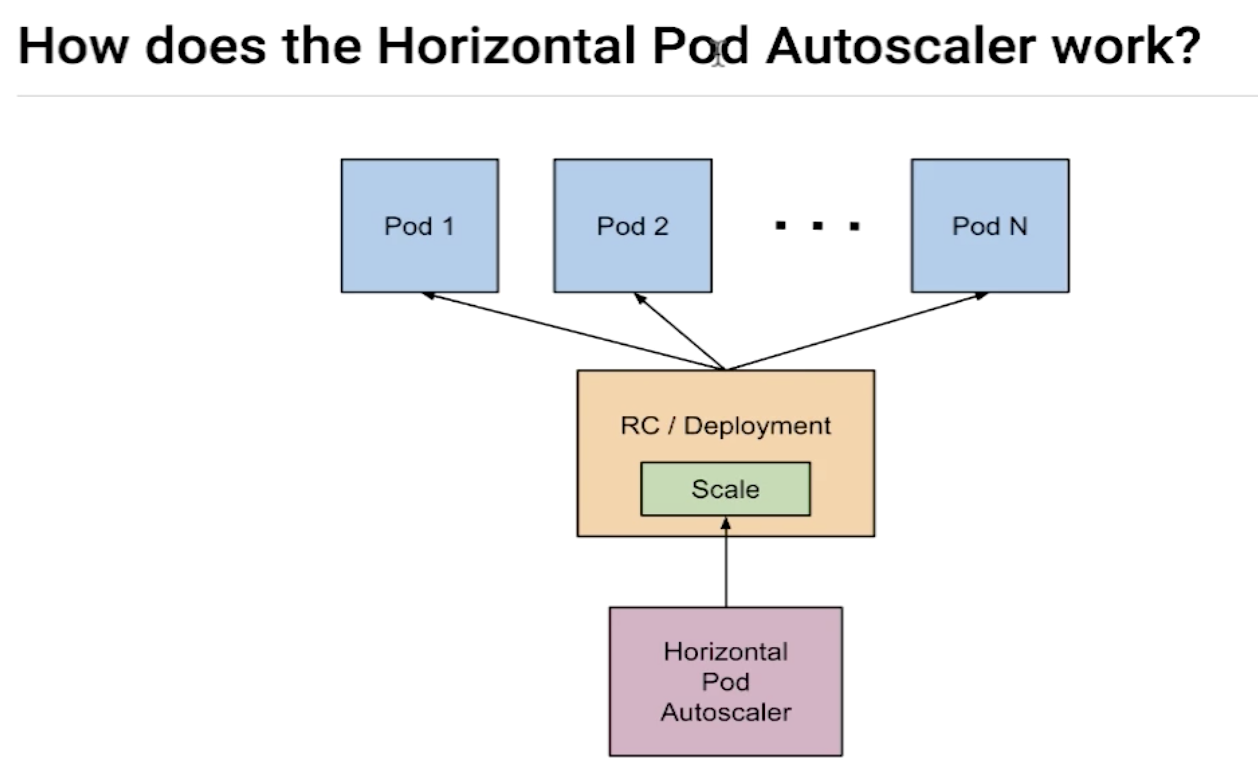 How does the Horizontal Pod Autoscaler work?
Pod 1
Pod 2
Pod N
RC / Deployment
Scale
Horizontal
Pod
Autoscaler